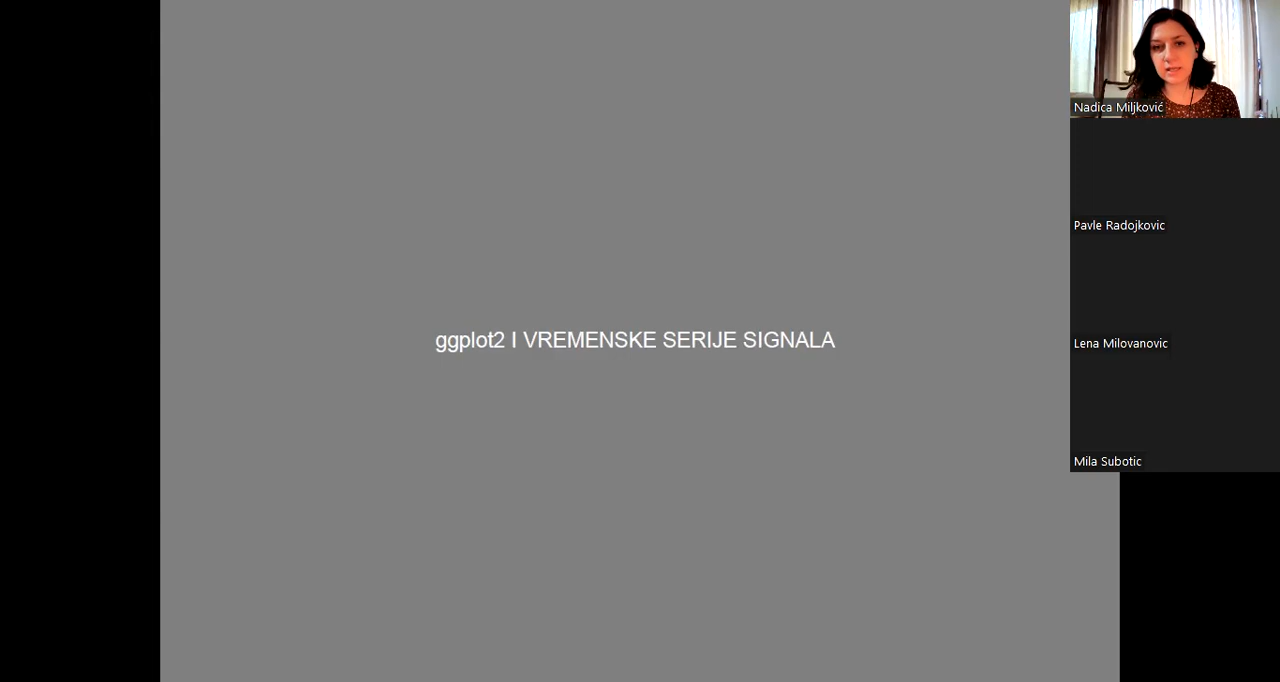 ggplot2 I VREMENSKE SERIJE SIGNALA
Nadica Miljković
Pavle Radojkovic
Lena Milovanovic
Mila Subotic